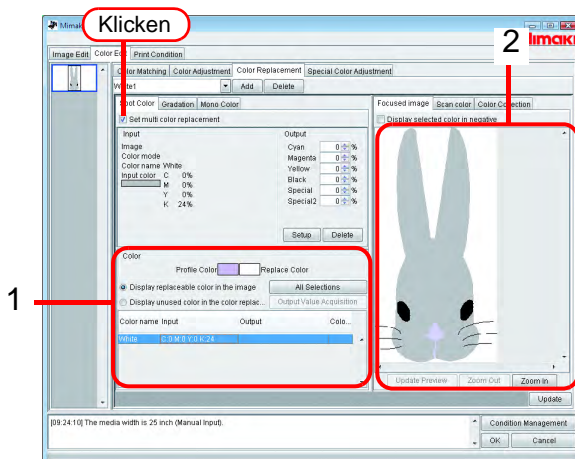 Klicken
2
Mimak
Mimaki
Image Edit Color Edit Print Condition
Color Matching Color Adjustment Color Replacement Special Color Adjustment
White1 Add Delete
Spot Color Gradation Mono Color
Focused image Scan color Color Collection
Set multi color replacement
Display selected color in negative
Input Output
Image Cyan 0 %
Color mode Magenta 0 %
Color name White Yellow 0 %
Input color C 0% Black 0 %
M 0% Special 0 %
Y 0% Special2 0 %
K 24%
Setup Delete
1
Color
Profile Color Replace Color
Display replaceable color in the image All Selections
Display unused color in the color replac... Output Value Acquisition
Color name Input Output Colo...
White C:0 M:0 Y:0 K:24
Update Preview Zoom Out Zoom In
Update
[09:24:10] The media width is 25 inch (Manual Input).
Condition Management
OK Cancel